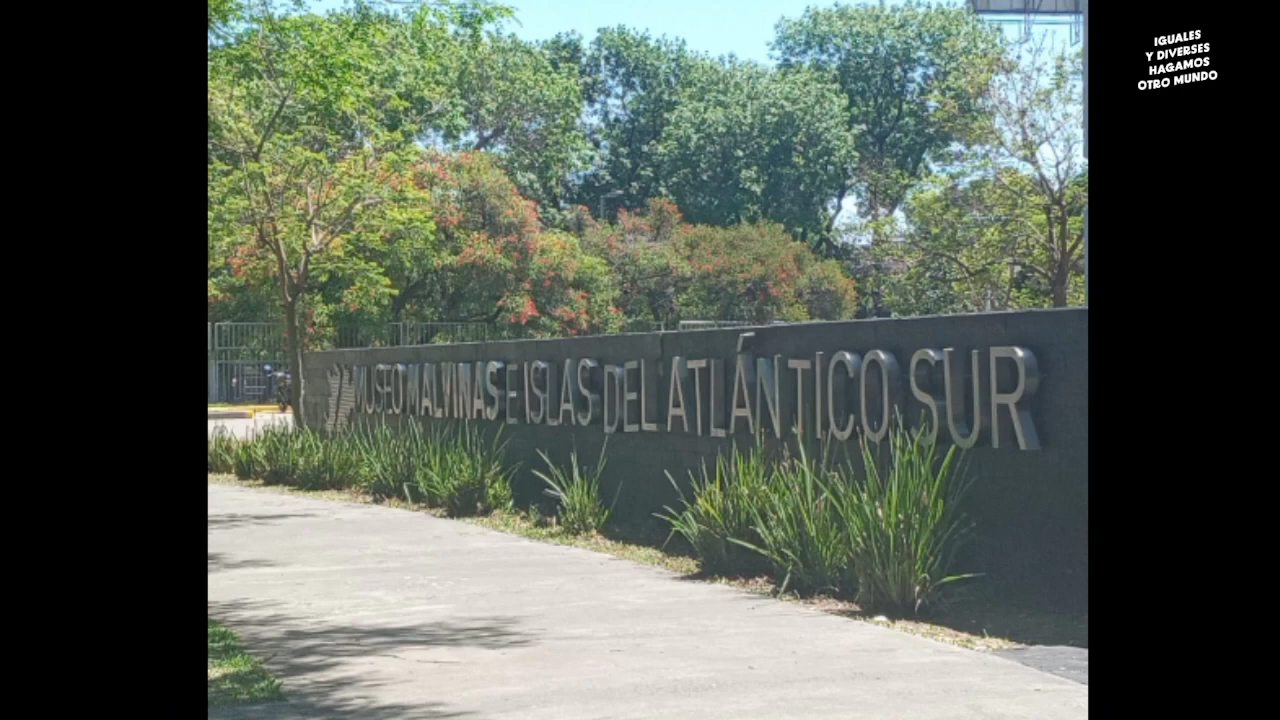 IGUALES
Y DIVERSES
HAGAMOS
OTRO MUNDO
MUSEO MALVINAS E ISLAS DEL ATLÁNTICO SUR